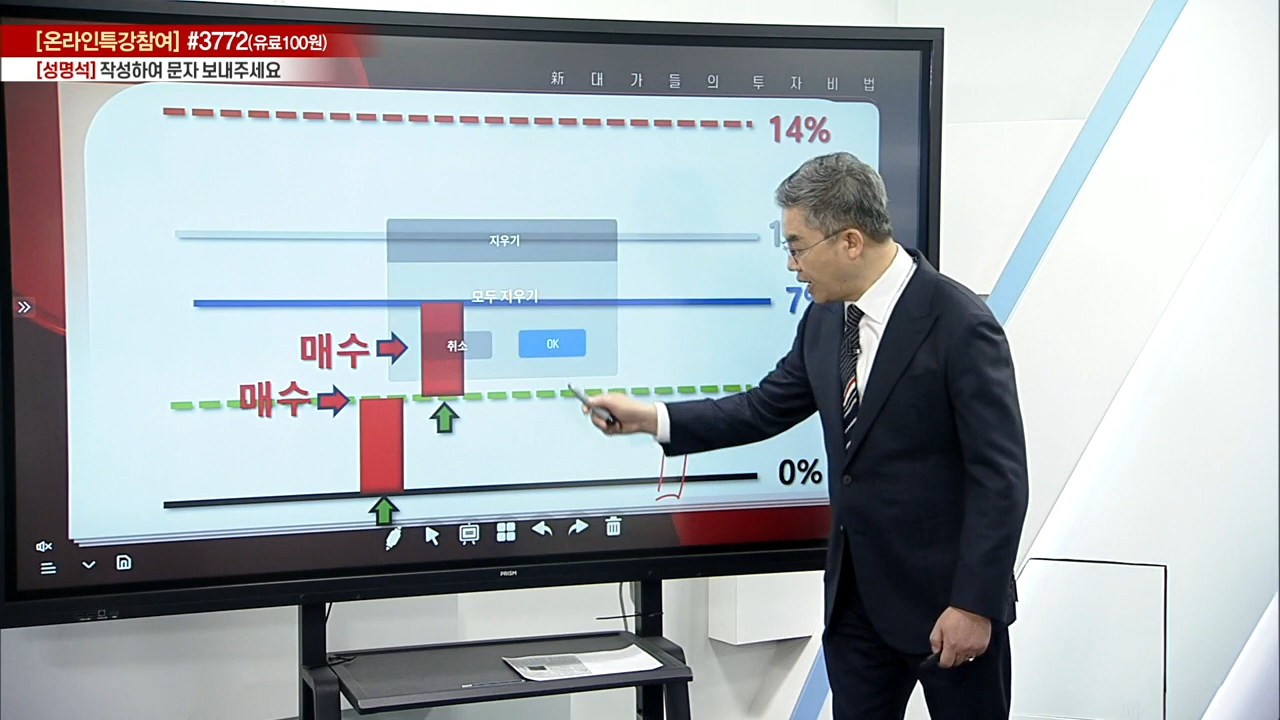 [온라인특강참여] #3772(유료100원)
[성명석] 작성하여 문자 보내주세요
新 대 가 들 의 투 자 비 법
14%
지우기
모두 지우기
매수
취소
OK
매수
0%
PRISM